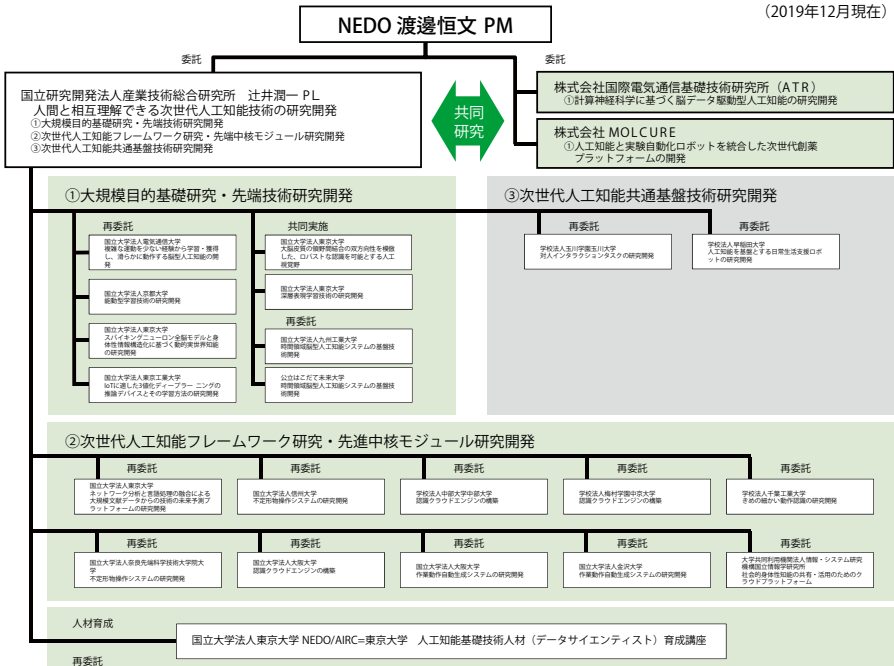 （2019年12月現在）
NEDO 渡邉恒文 PM
委託
委託
国立研究開発法人産業技術総合研究所　辻井潤一 PL
人間と相互理解できる次世代人工知能技術の研究開発
①大規模目的基礎研究・先端技術研究開発
②次世代人工知能フレームワーク研究・先端中核モジュール研究開発
③次世代人工知能共通基盤技術研究開発
共同
研究
株式会社国際電気通信基礎技術研究所（ATR）
①計算神経科学に基づく脳データ駆動型人工知能の研究開発
株式会社 MOLCURE
①人工知能と実験自動化ロボットを統合した次世代創薬
プラットフォームの開発
①大規模目的基礎研究・先端技術研究開発
再委託
国立大学法人電気通信大学
複雑な運動を少ない経験から学習・獲得
し、滑らかに動作する脳型人工知能の開
発
国立大学法人京都大学
能動型学習技術の研究開発
国立大学法人東京大学
スパイキングニューロン全脳モデルと身
体性情報構造化に基づく動的実世界知能
の研究開発
国立大学法人東京工業大学
IoTに適した3値化ディープラー ニングの
推論デバイスとその学習方法の研究開発
共同実施
国立大学法人東京大学
大脳皮質の領野間結合の双方向性を模倣
した、ロバストな認識を可能とする人工
視覚野
国立大学法人東京大学
深層表現学習技術の研究開発
再委託
国立大学法人九州工業大学
時間領域脳型人工知能システムの基盤技
術開発
公立はこだて未来大学
時間領域脳型人工知能システムの基盤技
術開発
③次世代人工知能共通基盤技術研究開発
再委託
学校法人玉川学園玉川大学
対人インタラクションタスクの研究開発
再委託
学校法人早稲田大学
人工知能を基盤とする日常生活支援ロボ
ットの研究開発
②次世代人工知能フレームワーク研究・先進中核モジュール研究開発
再委託
国立大学法人東京大学
ネットワーク分析と言語処理の融合による
大規模文献データからの技術の未来予測プ
ラットフォームの研究開発
再委託
国立大学法人信州大学
不定形物操作システムの研究開発
再委託
学校法人中部大学中部大学
認識クラウドエンジンの構築
再委託
学校法人梅村学園中京大学
認識クラウドエンジンの構築
再委託
学校法人千葉工業大学
きめの細かい動作認識の研究開発
再委託
国立大学法人奈良先端科学技術大学院大
学
不定形物操作システムの研究開発
再委託
国立大学法人大阪大学
認識クラウドエンジンの構築
再委託
国立大学法人大阪大学
作業動作自動生成システムの研究開発
再委託
国立大学法人金沢大学
作業動作自動生成システムの研究開発
再委託
大学共同利用機関法人情報・システム研究
機構国立情報学研究所
社会的身体性知能の共有・活用のためのク
ラウドプラットフォーム
人材育成
国立大学法人東京大学 NEDO/AIRC=東京大学　人工知能基礎技術人材（データサイエンティスト）育成講座
再委託